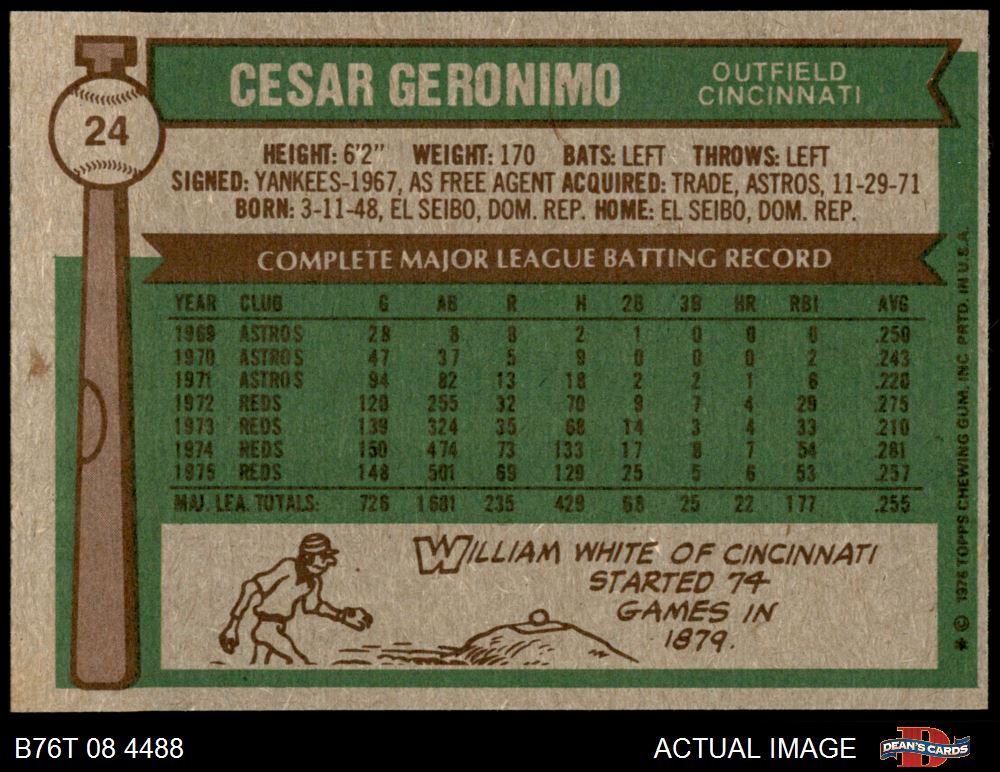 24
CESAR GERONIMO
OUTFIELD
CINCINNATI
HEIGHT: 6'2" WEIGHT: 170 BATS: LEFT THROWS: LEFT
SIGNED: YANKEES-1967, AS FREE AGENT ACQUIRED: TRADE, ASTROS, 11-29-71
BORN: 3-11-48, EL SEIBO, DOM. REP. HOME: EL SEIBO, DOM. REP.
COMPLETE MAJOR LEAGUE BATTING RECORD
YEAR CLUB G AB R H 2B 3B HR RBI AVG
1969 ASTROS 28 8 8 2 1 0 0 0 .250
1970 ASTROS 47 37 5 9 0 0 0 2 .243
1971 ASTROS 94 82 13 18 2 2 1 6 .220
1972 REDS 120 255 32 70 9 7 4 29 .275
1973 REDS 139 324 35 68 14 3 4 33 .210
1974 REDS 150 474 73 133 17 8 7 54 .281
1975 REDS 148 501 69 129 25 5 6 53 .257
MAJ. LEA. TOTALS: 726 1681 235 429 68 25 22 177 .255
WILLIAM WHITE OF CINCINNATI
STARTED 74
GAMES IN
1879.
* © 1976 TOPPS CHEWING GUM, INC. PRTD. IN U.S.A.
B76T 08 4488
ACTUAL IMAGE
D
DEAN'S CARDS